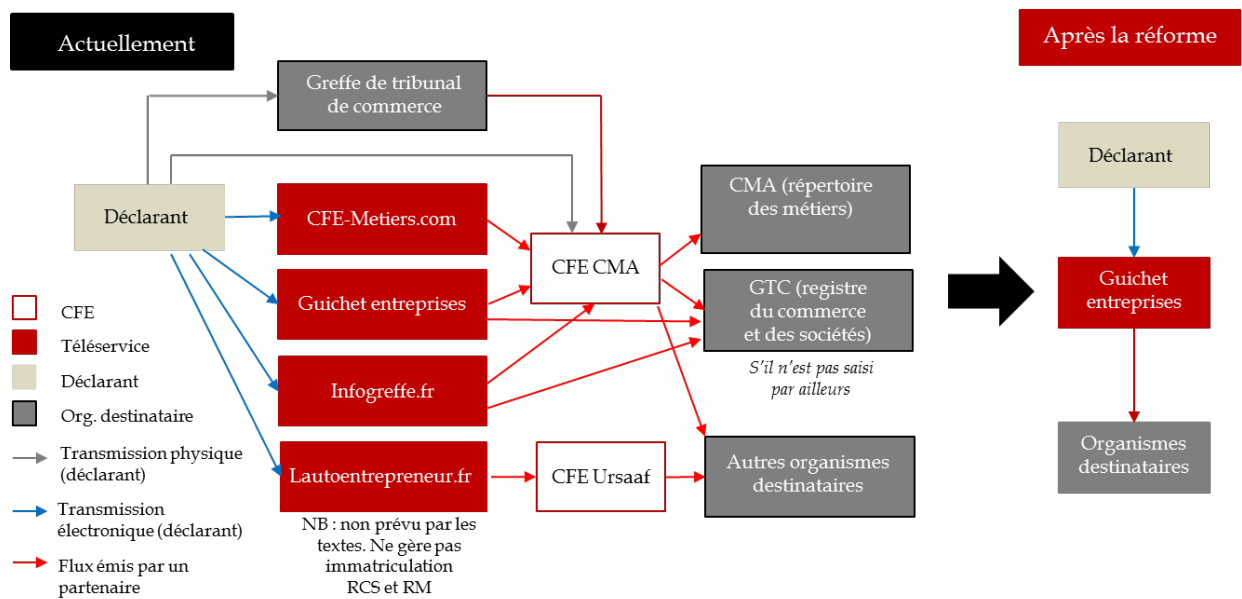 Actuellement
Après la réforme
Greffe de tribunal
de commerce
Déclarant
CFE-Metiers.com
Guichet entreprises
Infogreffe.fr
Lautoentrepreneur.fr
NB : non prévu par les
textes. Ne gère pas
immatriculation
RCS et RM
CFE CMA
CFE Ursaaf
CMA (répertoire
des métiers)
GTC (registre
du commerce
et des sociétés)
S'il n'est pas saisi
par ailleurs
Autres organismes
destinataires
Déclarant
Guichet
entreprises
Organismes
destinataires
CFE
Téléservice
Déclarant
Org. destinataire
Transmission physique
(déclarant)
Transmission
électronique (déclarant)
Flux émis par un
partenaire